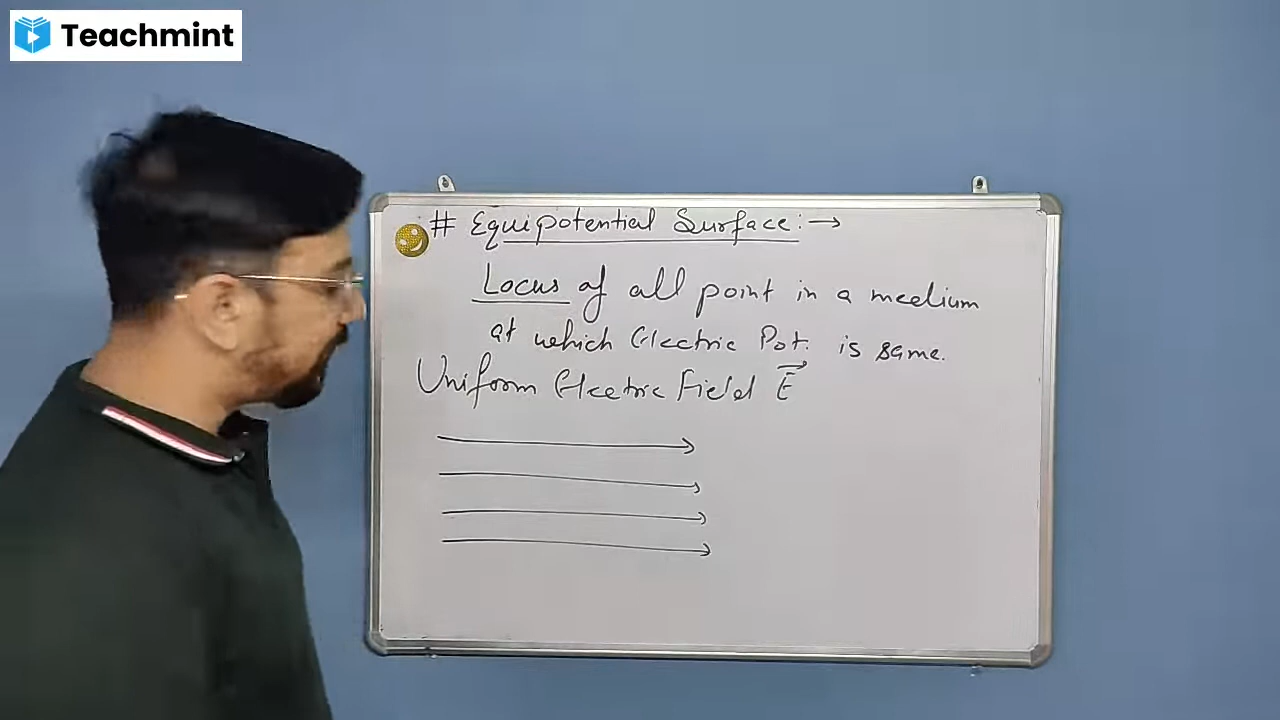 Teachmint
# Equipotential Surface:→
Locus of all point in a medium
at which Electric Pot. is same.
Uniform Electric Field E⃗